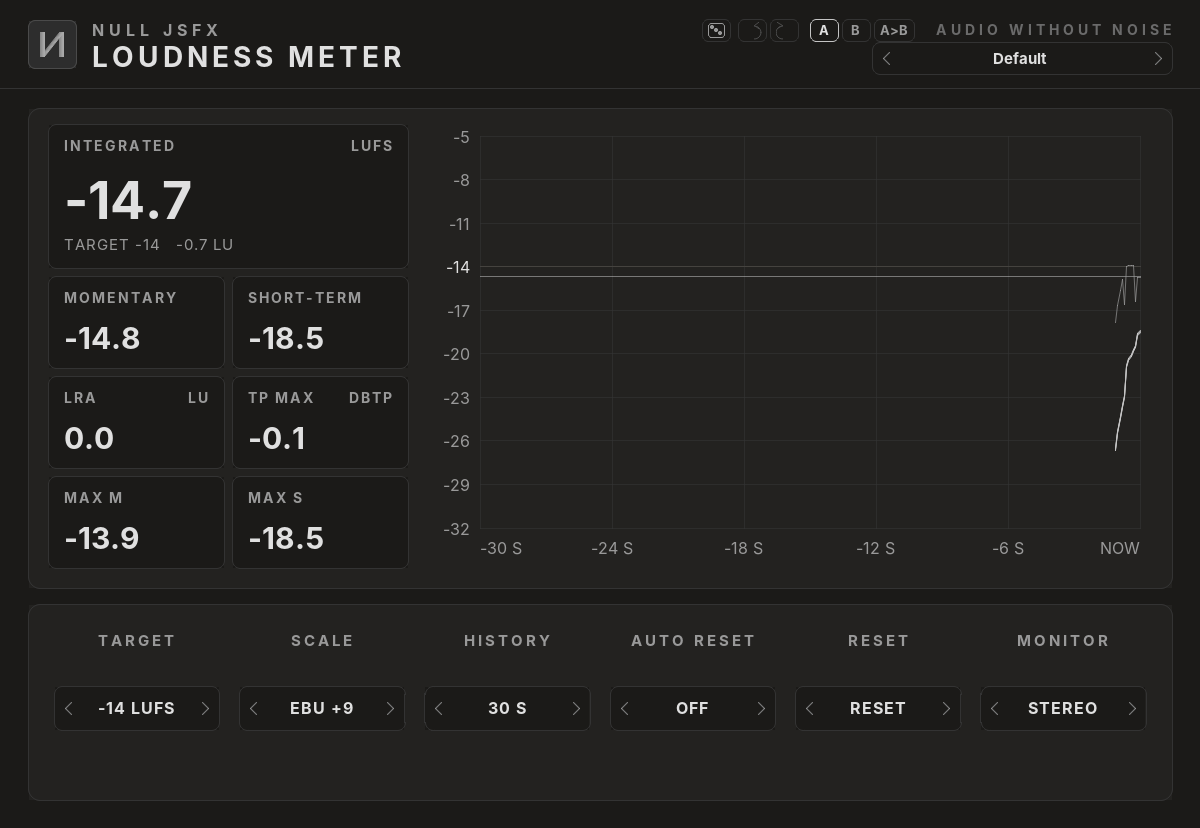 NULL JSFX
LOUDNESS METER
A B A>B AUDIO WITHOUT NOISE
Default
INTEGRATED LUFS
-14.7
TARGET -14 -0.7 LU
MOMENTARY
-14.8
SHORT-TERM
-18.5
LRA LU
0.0
TP MAX DBTP
-0.1
MAX M
-13.9
MAX S
-18.5
-5
-8
-11
-14
-17
-20
-23
-26
-29
-32
-30 S -24 S -18 S -12 S -6 S NOW
TARGET SCALE HISTORY AUTO RESET RESET MONITOR
-14 LUFS EBU +9 30 S OFF RESET STEREO